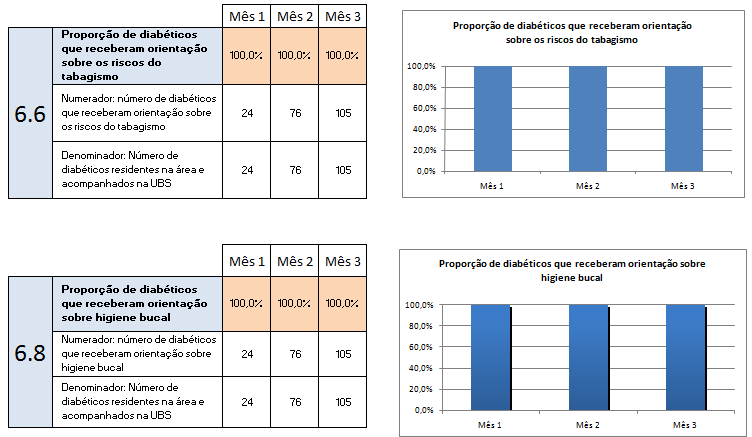 Mês 1 Mês 2 Mês 3
6.6
Proporção de diabéticos
que receberam orientação
sobre os riscos do
tabagismo
100,0% 100,0% 100,0%
Numerador: número de diabéticos
que receberam orientação sobre
os riscos do tabagismo
24 76 105
Denominador: Número de
diabéticos residentes na área e
acompanhados na UBS
24 76 105
Proporção de diabéticos que receberam orientação
sobre os riscos do tabagismo
100,0%
80,0%
60,0%
40,0%
20,0%
0,0%
Mês 1 Mês 2 Mês 3
Mês 1 Mês 2 Mês 3
6.8
Proporção de diabéticos
que receberam orientação
sobre higiene bucal
100,0% 100,0% 100,0%
Numerador: número de diabéticos
que receberam orientação sobre
higiene bucal
24 76 105
Denominador: Número de
diabéticos residentes na área e
acompanhados na UBS
24 76 105
Proporção de diabéticos que receberam orientação sobre
higiene bucal
100,0%
80,0%
60,0%
40,0%
20,0%
0,0%
Mês 1 Mês 2 Mês 3